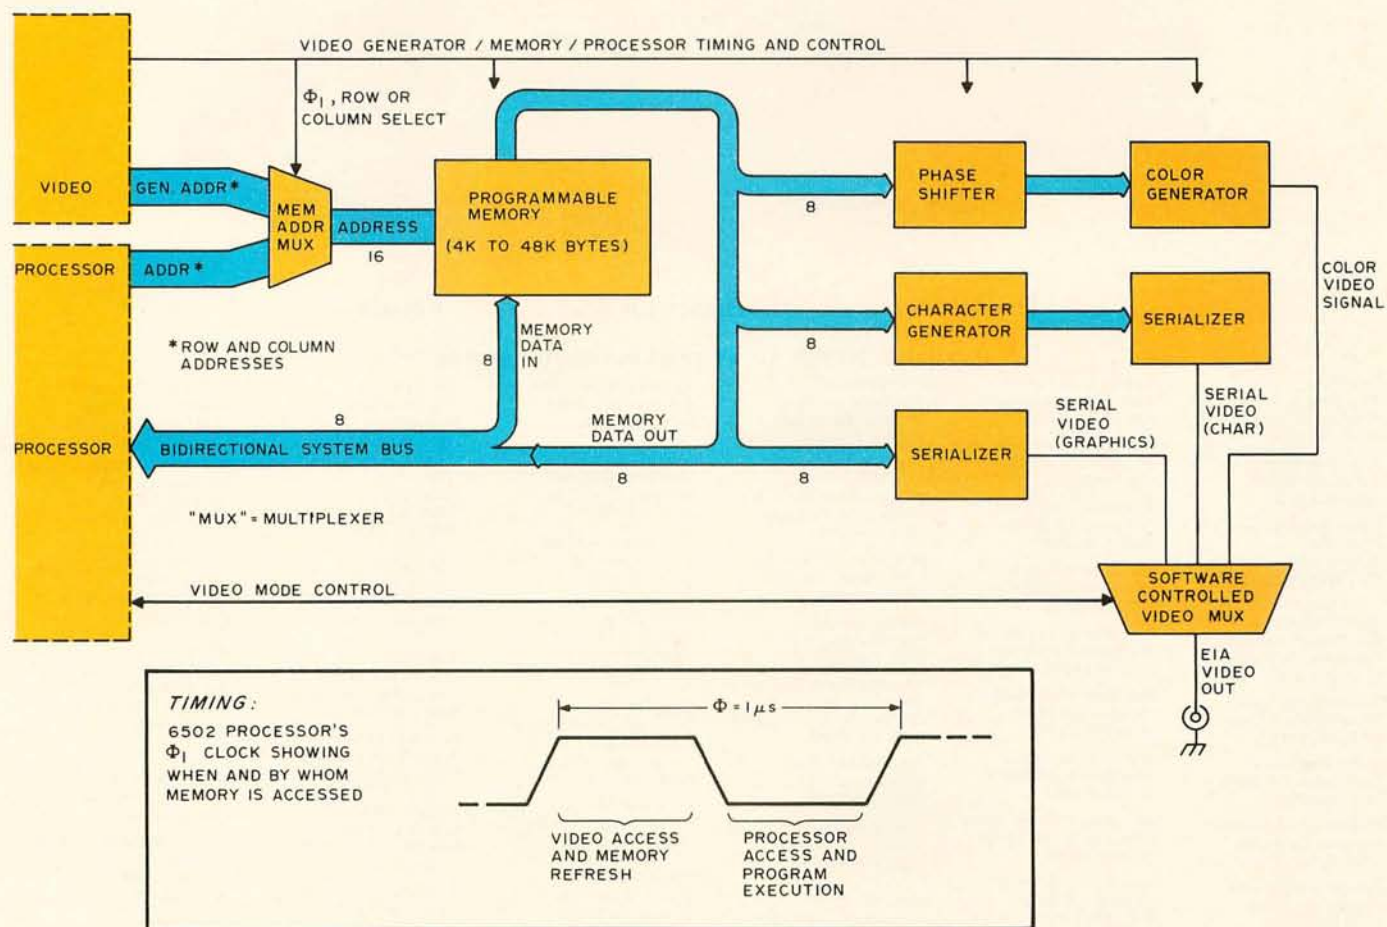 VIDEO GENERATOR / MEMORY / PROCESSOR TIMING AND CONTROL
Φ1, ROW OR
COLUMN SELECT
VIDEO
GEN. ADDR*
MEM
ADDR
MUX
ADDRESS
16
PROGRAMMABLE
MEMORY
(4K TO 48K BYTES)
8
PHASE
SHIFTER
COLOR
GENERATOR
PROCESSOR
ADDR*
COLOR
VIDEO
SIGNAL
*ROW AND COLUMN
ADDRESSES
MEMORY
DATA
IN
8
8
CHARACTER
GENERATOR
SERIALIZER
PROCESSOR
8
BIDIRECTIONAL SYSTEM BUS
MEMORY
DATA OUT
8
8
SERIALIZER
SERIAL
VIDEO
(GRAPHICS)
SERIAL
VIDEO
(CHAR)
"MUX" = MULTIPLEXER
VIDEO MODE CONTROL
SOFTWARE
CONTROLLED
VIDEO MUX
EIA
VIDEO
OUT
TIMING:
6502 PROCESSOR'S
Φ1 CLOCK SHOWING
WHEN AND BY WHOM
MEMORY IS ACCESSED
Φ = 1 μs
VIDEO ACCESS
AND MEMORY
REFRESH
PROCESSOR
ACCESS AND
PROGRAM
EXECUTION